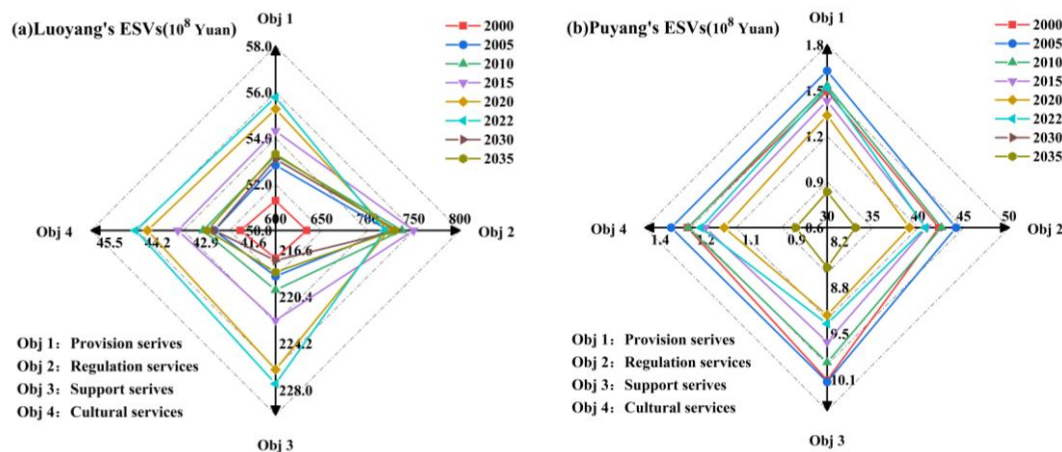 (a)Luoyang's ESVs(10⁸ Yuan)
Obj 1
58.0
56.0
54.0
52.0
50.0
600
650
700
750
800
Obj 2
Obj 4
45.5
44.2
42.9
41.6
216.6
220.4
224.2
228.0
Obj 3
2000
2005
2010
2015
2020
2022
2030
2035
Obj 1: Provision serives
Obj 2: Regulation services
Obj 3: Support serives
Obj 4: Cultural services
(b)Puyang's ESVs(10⁸ Yuan)
Obj 1
1.8
1.5
1.2
0.9
0.6
30
35
40
45
50
Obj 2
Obj 4
1.4
1.2
1.1
0.9
8.2
8.8
9.5
10.1
Obj 3
2000
2005
2010
2015
2020
2022
2030
2035
Obj 1: Provision serives
Obj 2: Regulation services
Obj 3: Support serives
Obj 4: Cultural services